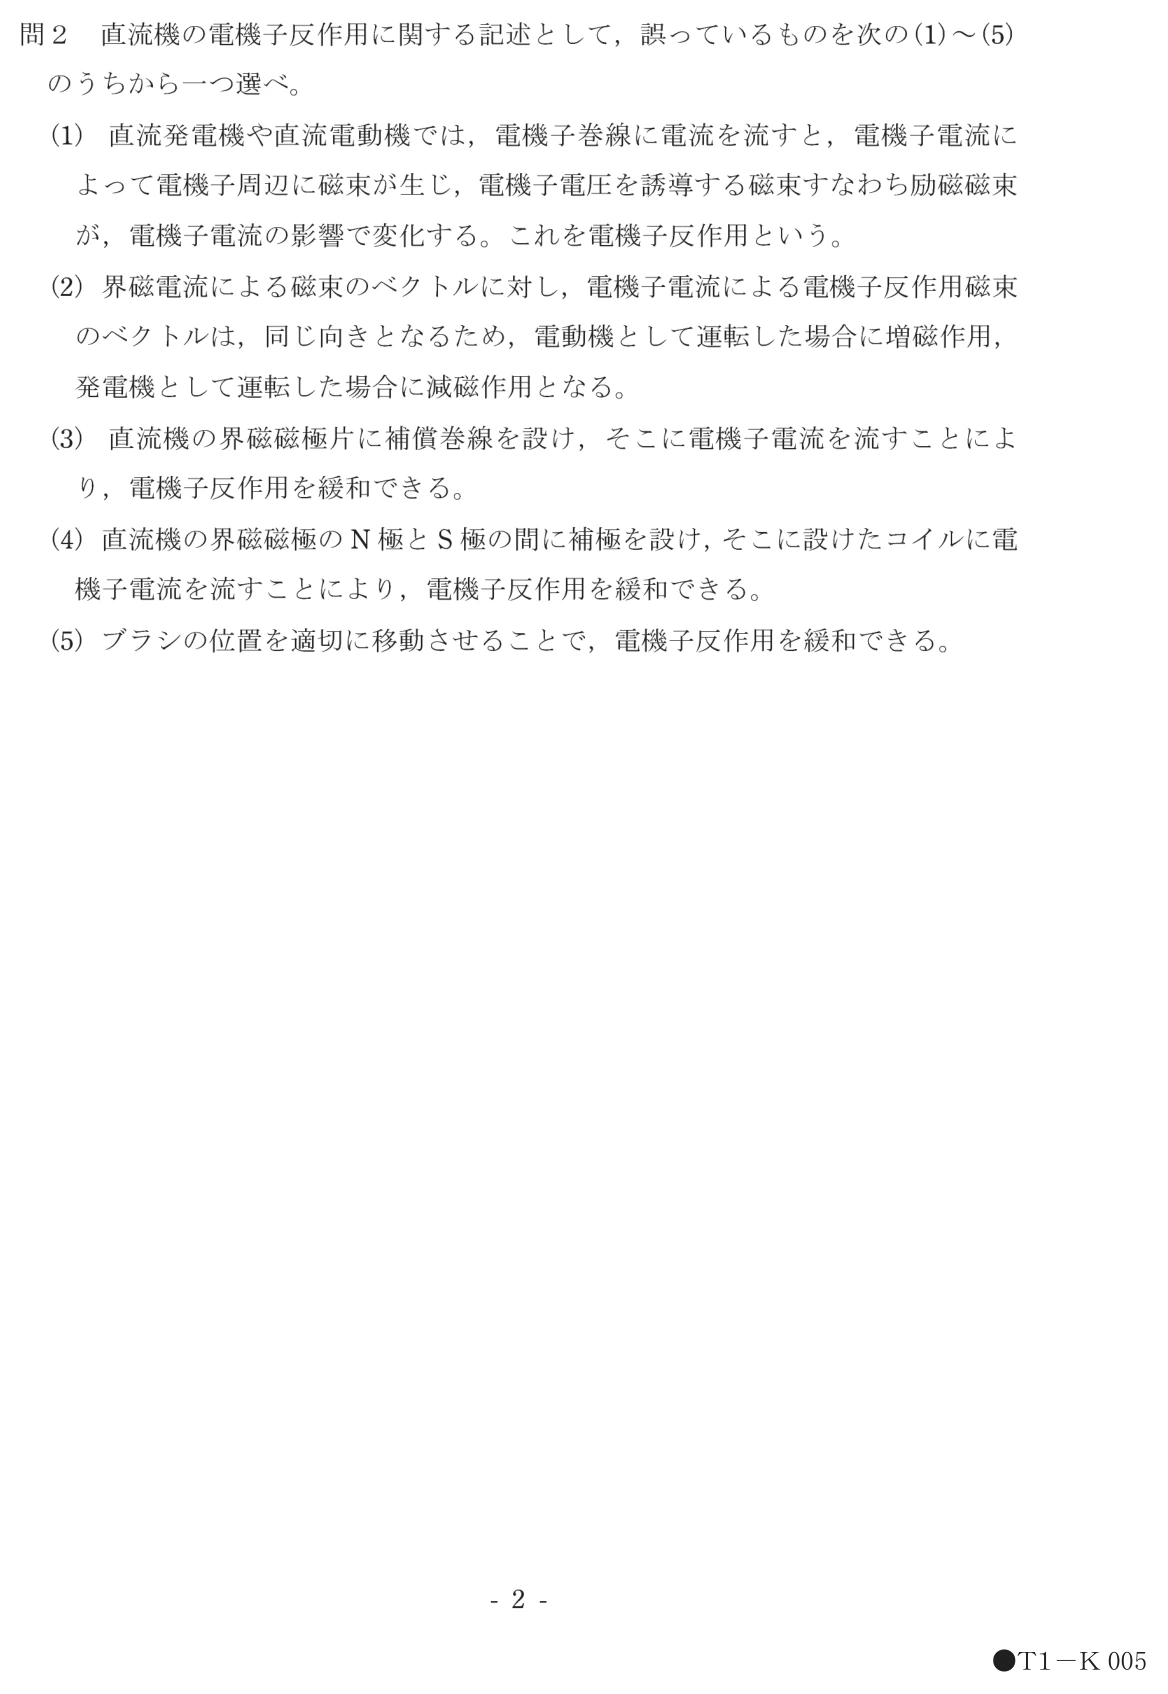 問２　直流機の電機子反作用に関する記述として，誤っているものを次の(1)～(5)
のうちから一つ選べ。
(1)　直流発電機や直流電動機では，電機子巻線に電流を流すと，電機子電流に
よって電機子周辺に磁束が生じ，電機子電圧を誘導する磁束すなわち励磁磁束
が，電機子電流の影響で変化する。これを電機子反作用という。
(2) 界磁電流による磁束のベクトルに対し，電機子電流による電機子反作用磁束
のベクトルは，同じ向きとなるため，電動機として運転した場合に増磁作用，
発電機として運転した場合に減磁作用となる。
(3)　直流機の界磁磁極片に補償巻線を設け，そこに電機子電流を流すことによ
り，電機子反作用を緩和できる。
(4) 直流機の界磁磁極の N 極と S 極の間に補極を設け，そこに設けたコイルに電
機子電流を流すことにより，電機子反作用を緩和できる。
(5) ブラシの位置を適切に移動させることで，電機子反作用を緩和できる。
- 2 -
●T1－K 005